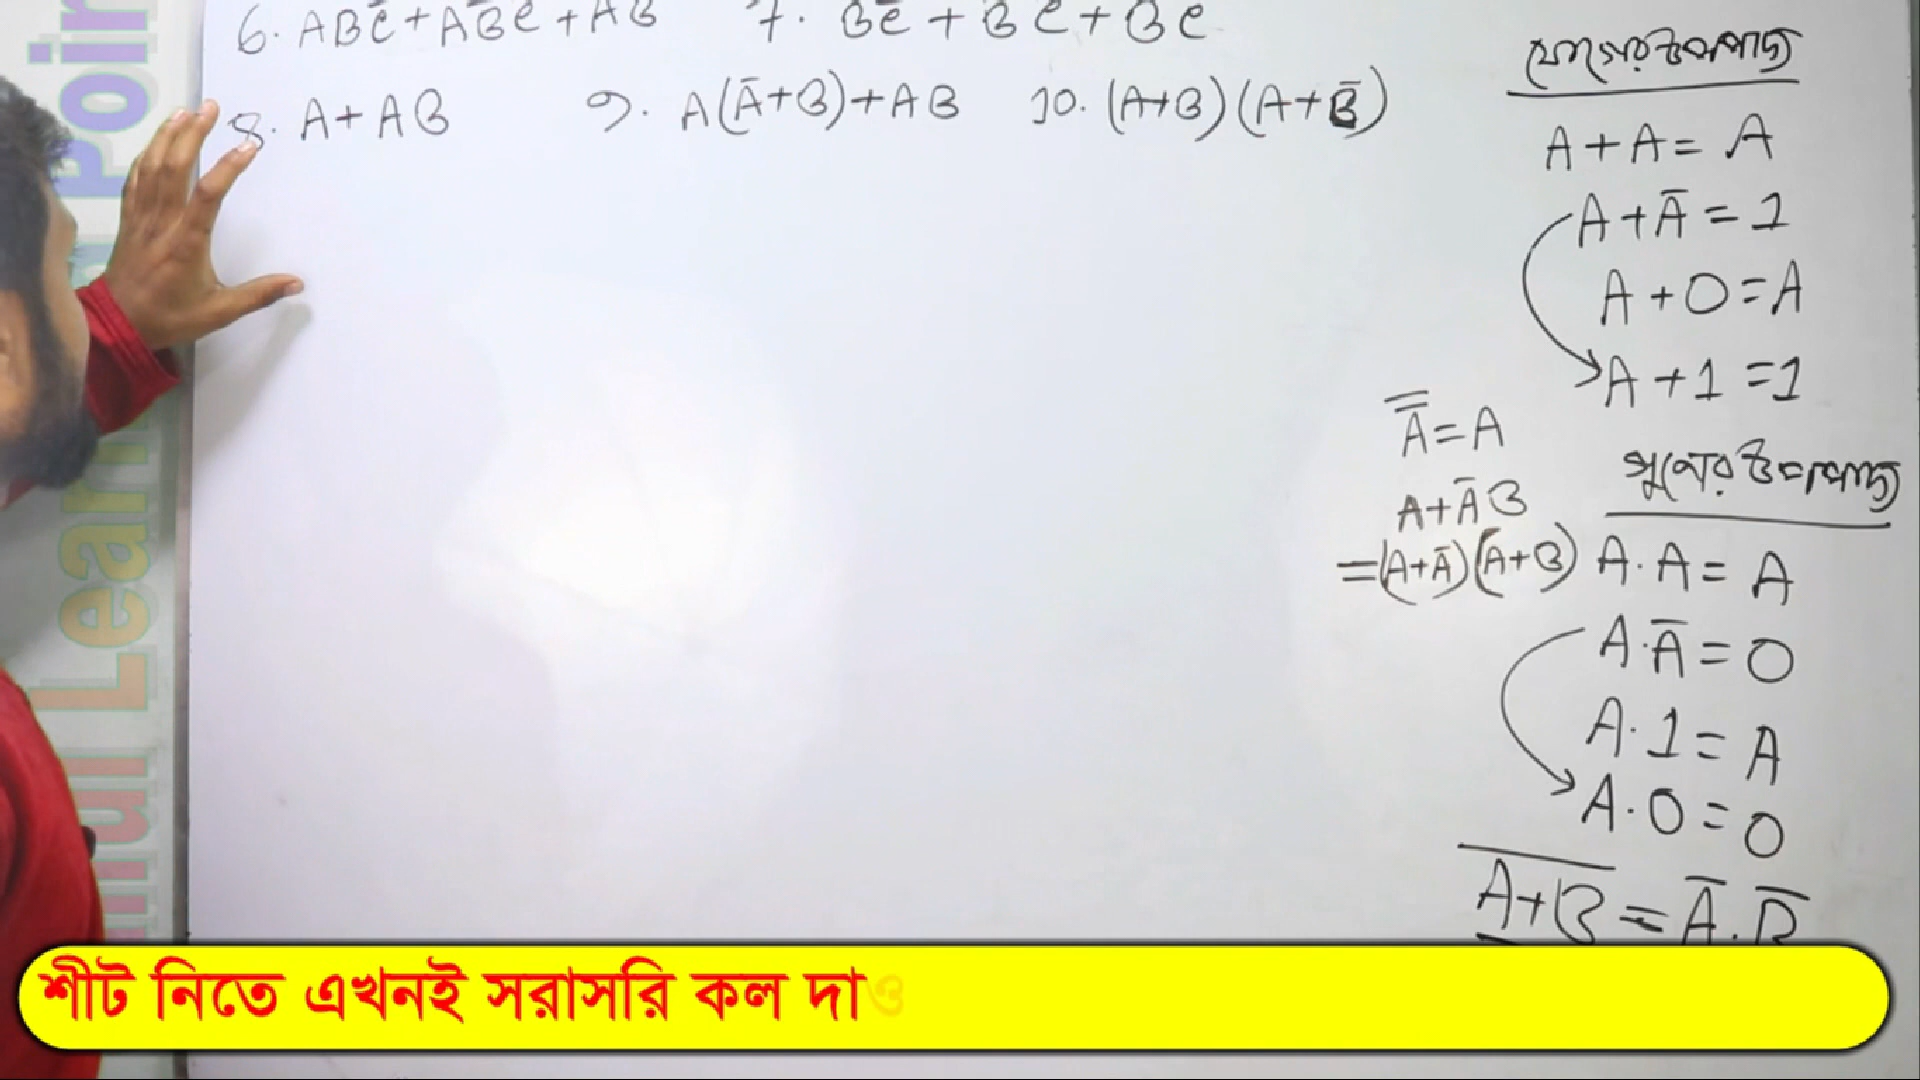 6. ABC̄+AB̄C+AB 7. BC̄+B̄C+BC
8. A+AB 9. A(Ā+B)+AB 10. (A+B)(A+B̄)
যোগের উপপাদ্য
A+A=A
A+Ā=1
A+0=A
A+1=1
A̿=A
গুনের উপপাদ্য
A+ĀB
=(A+Ā)(A+B)
A.A=A
A.Ā=0
A.1=A
A.0=0
A̅+̅B̅=Ā.B̄
শীট নিতে এখনই সরাসরি কল দাও